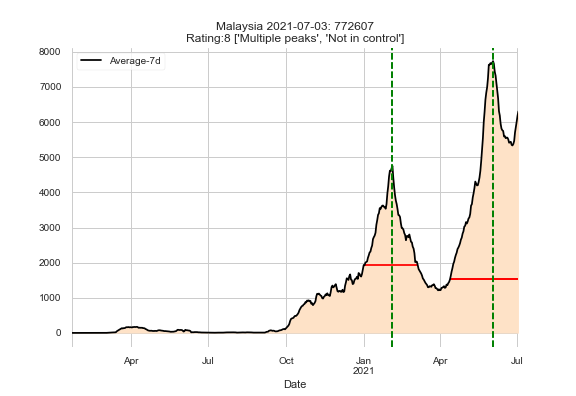 Malaysia 2021-07-03: 772607
Rating:8 ['Multiple peaks', 'Not in control']
Average-7d
8000
7000
6000
5000
4000
3000
2000
1000
0
Apr
Jul
Oct
Jan
2021
Apr
Jul
Date